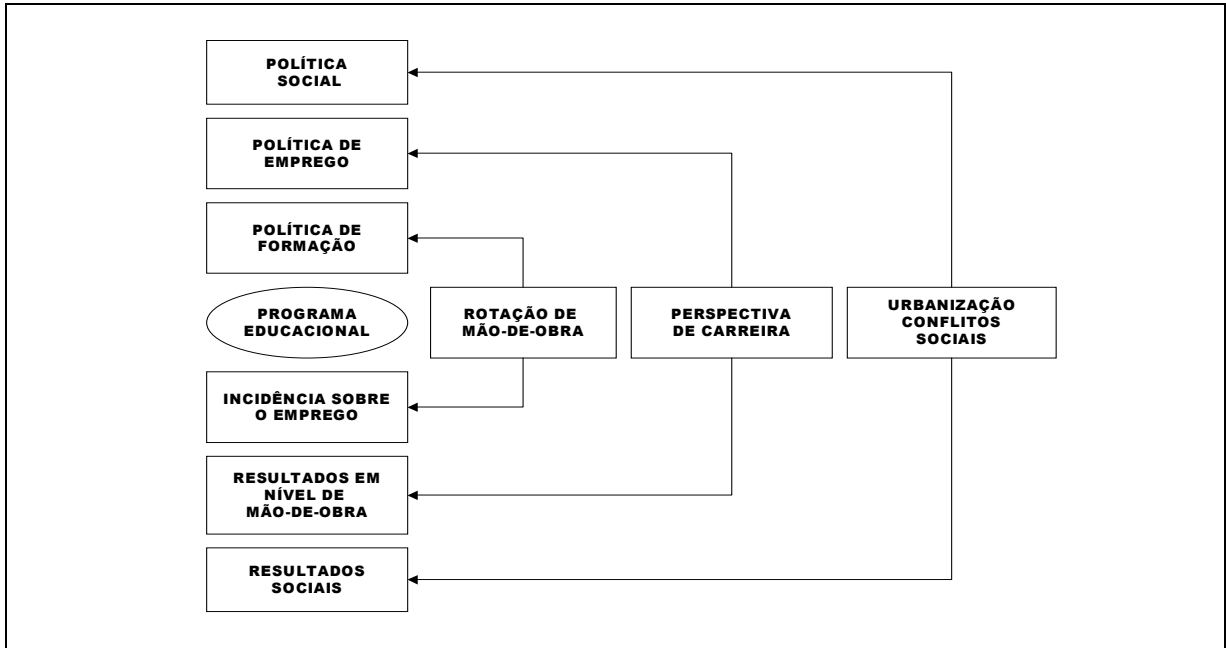 POLÍTICA
SOCIAL
POLÍTICA DE
EMPREGO
POLÍTICA DE
FORMAÇÃO
PROGRAMA
EDUCACIONAL
ROTAÇÃO DE
MÃO-DE-OBRA
PERSPECTIVA
DE CARREIRA
URBANIZAÇÃO
CONFLITOS
SOCIAIS
INCIDÊNCIA SOBRE
O EMPREGO
RESULTADOS EM
NÍVEL DE
MÃO-DE-OBRA
RESULTADOS
SOCIAIS